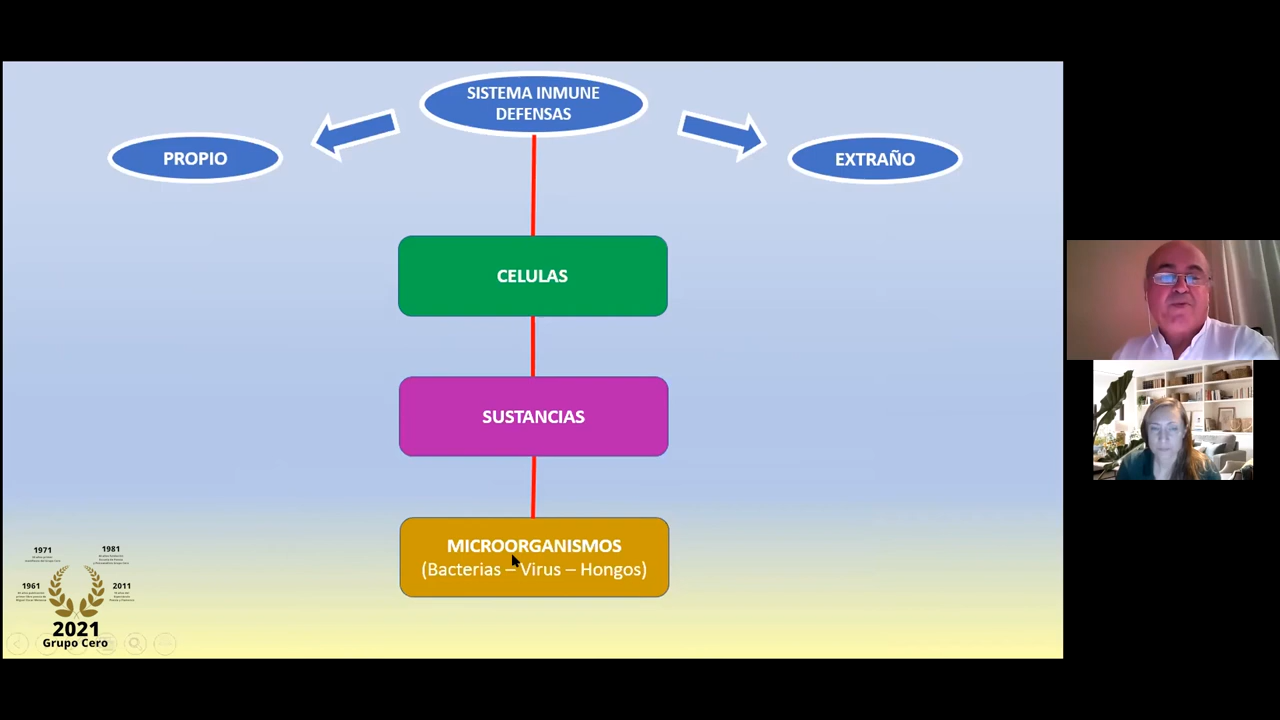 SISTEMA INMUNE
DEFENSAS
PROPIO
EXTRAÑO
CELULAS
SUSTANCIAS
MICROORGANISMOS
(Bacterias – Virus – Hongos)
1971
1981
1961
2011
2021
Grupo Cero